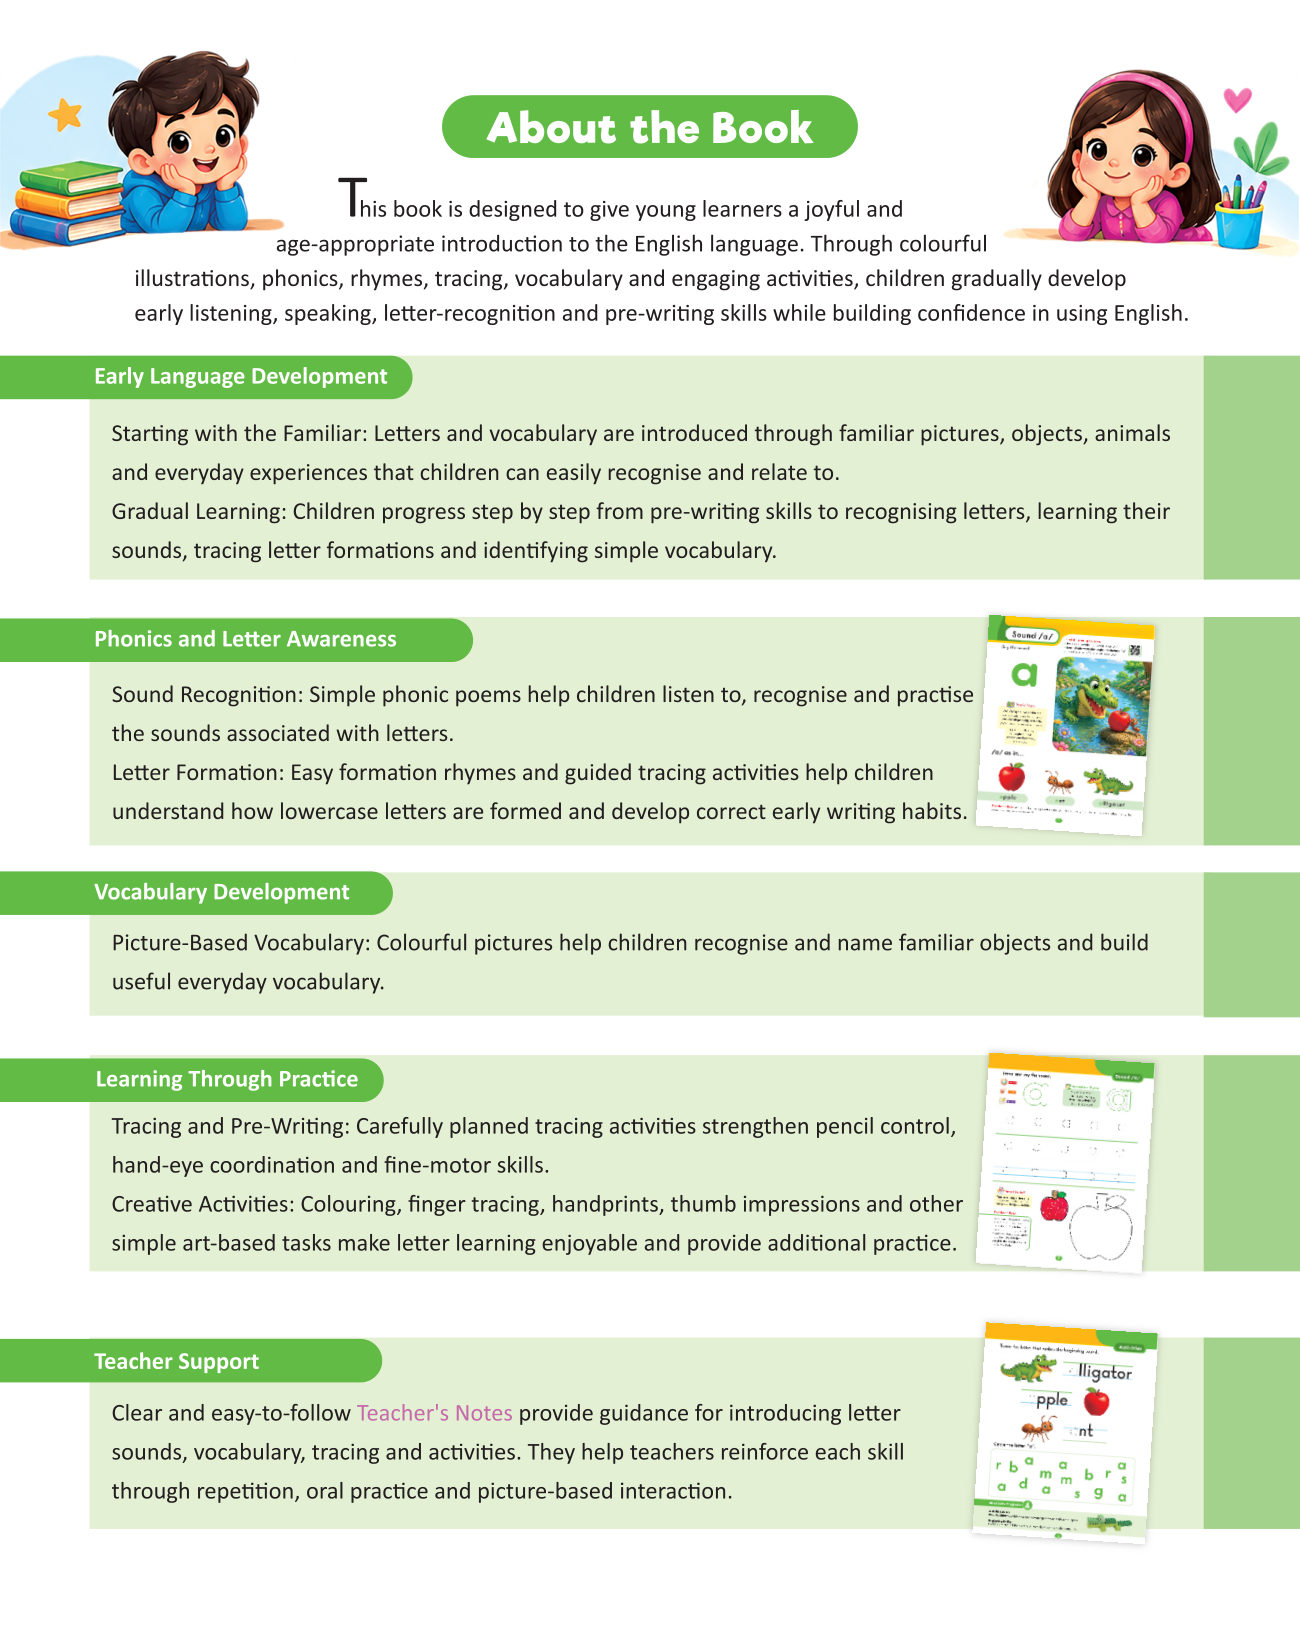 About the Book
This book is designed to give young learners a joyful and
age-appropriate introduction to the English language. Through colourful
illustrations, phonics, rhymes, tracing, vocabulary and engaging activities, children gradually develop
early listening, speaking, letter-recognition and pre-writing skills while building confidence in using English.
Early Language Development
Starting with the Familiar: Letters and vocabulary are introduced through familiar pictures, objects, animals
and everyday experiences that children can easily recognise and relate to.
Gradual Learning: Children progress step by step from pre-writing skills to recognising letters, learning their
sounds, tracing letter formations and identifying simple vocabulary.
Phonics and Letter Awareness
Sound Recognition: Simple phonic poems help children listen to, recognise and practise
the sounds associated with letters.
Letter Formation: Easy formation rhymes and guided tracing activities help children
understand how lowercase letters are formed and develop correct early writing habits.
Sound /a/
a
/a/ as in...
apple ant alligator
Vocabulary Development
Picture-Based Vocabulary: Colourful pictures help children recognise and name familiar objects and build
useful everyday vocabulary.
Learning Through Practice
Tracing and Pre-Writing: Carefully planned tracing activities strengthen pencil control,
hand-eye coordination and fine-motor skills.
Creative Activities: Colouring, finger tracing, handprints, thumb impressions and other
simple art-based tasks make letter learning enjoyable and provide additional practice.
Sound /a/
Teacher Support
Clear and easy-to-follow Teacher's Notes provide guidance for introducing letter
sounds, vocabulary, tracing and activities. They help teachers reinforce each skill
through repetition, oral practice and picture-based interaction.
Activities
lligator
pple
nt
r b a m a m b r a s
a d a s g a